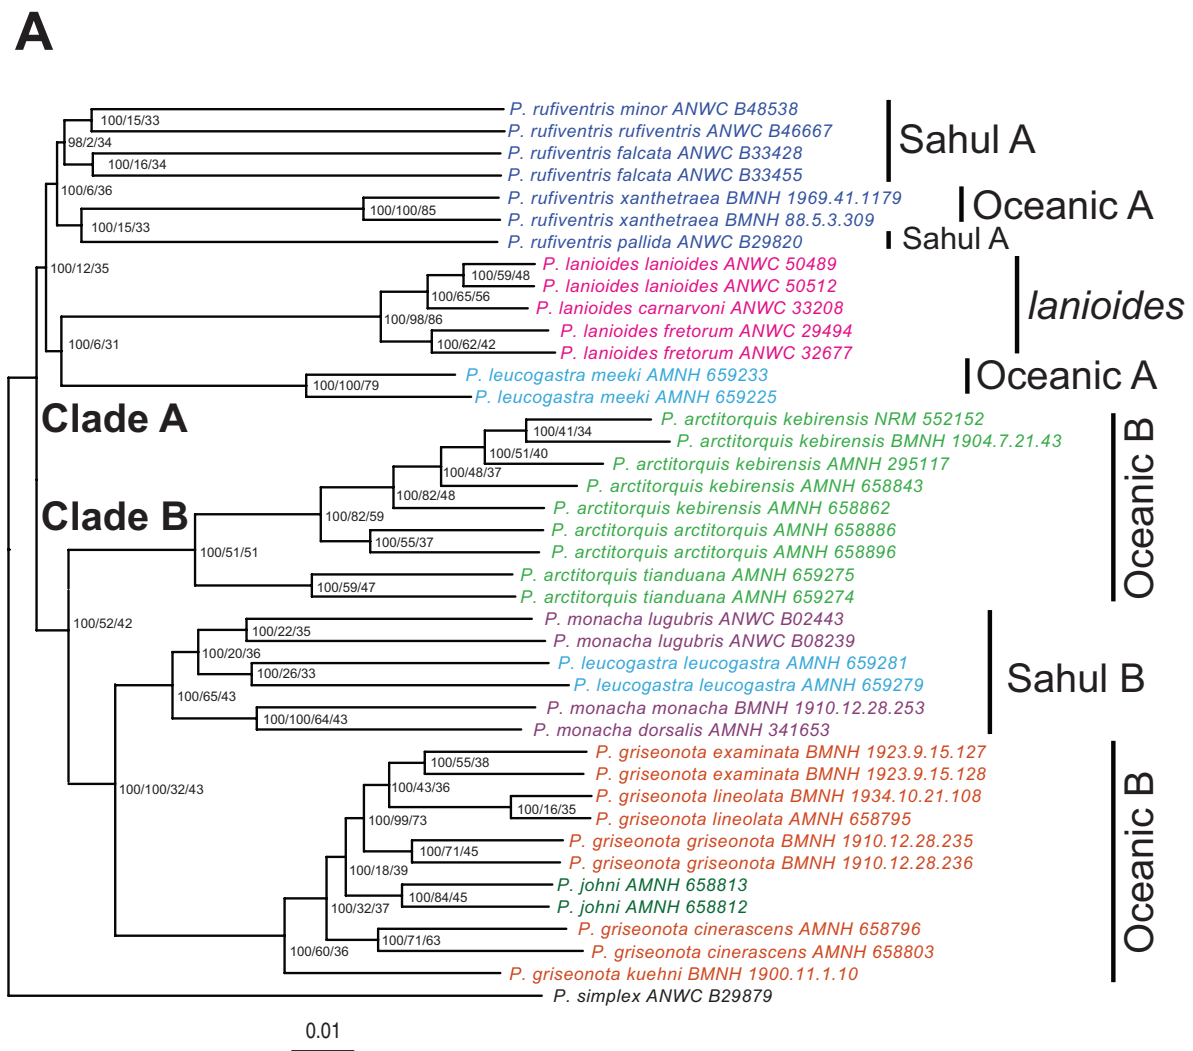 A
P. rufiventris minor ANWC B48538
100/15/33
P. rufiventris rufiventris ANWC B46667
98/2/34
P. rufiventris falcata ANWC B33428
100/16/34
P. rufiventris falcata ANWC B33455
Sahul A
100/6/36
P. rufiventris xanthetraea BMNH 1969.41.1179
100/100/85
P. rufiventris xanthetraea BMNH 88.5.3.309
Oceanic A
100/15/33
P. rufiventris pallida ANWC B29820
Sahul A
100/12/35
P. lanioides lanioides ANWC 50489
100/59/48
P. lanioides lanioides ANWC 50512
100/65/56
P. lanioides carnarvoni ANWC 33208
lanioides
100/98/86
P. lanioides fretorum ANWC 29494
100/62/42
P. lanioides fretorum ANWC 32677
100/6/31
P. leucogastra meeki AMNH 659233
100/100/79
P. leucogastra meeki AMNH 659225
Oceanic A
Clade A
P. arctitorquis kebirensis NRM 552152
100/41/34
P. arctitorquis kebirensis BMNH 1904.7.21.43
100/51/40
P. arctitorquis kebirensis AMNH 295117
100/48/37
P. arctitorquis kebirensis AMNH 658843
100/82/48
P. arctitorquis kebirensis AMNH 658862
Clade B
100/82/59
P. arctitorquis arctitorquis AMNH 658886
100/55/37
P. arctitorquis arctitorquis AMNH 658896
100/51/51
P. arctitorquis tianduana AMNH 659275
100/59/47
P. arctitorquis tianduana AMNH 659274
Oceanic B
100/52/42
P. monacha lugubris ANWC B02443
100/22/35
P. monacha lugubris ANWC B08239
100/20/36
P. leucogastra leucogastra AMNH 659281
100/26/33
P. leucogastra leucogastra AMNH 659279
Sahul B
100/65/43
P. monacha monacha BMNH 1910.12.28.253
100/100/64/43
P. monacha dorsalis AMNH 341653
100/100/32/43
P. griseonota examinata BMNH 1923.9.15.127
100/55/38
P. griseonota examinata BMNH 1923.9.15.128
100/43/36
P. griseonota lineolata BMNH 1934.10.21.108
100/16/35
P. griseonota lineolata AMNH 658795
100/99/73
P. griseonota griseonota BMNH 1910.12.28.235
100/71/45
P. griseonota griseonota BMNH 1910.12.28.236
100/18/39
P. johni AMNH 658813
100/84/45
P. johni AMNH 658812
100/32/37
P. griseonota cinerascens AMNH 658796
100/71/63
P. griseonota cinerascens AMNH 658803
100/60/36
P. griseonota kuehni BMNH 1900.11.1.10
Oceanic B
P. simplex ANWC B29879
0.01